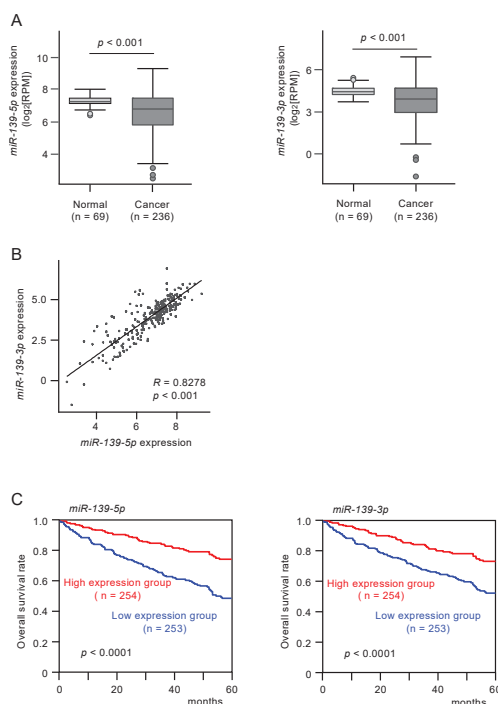 A
p < 0.001
miR-139-5p expression
(log2[RPM])
10
8
6
4
Normal
(n = 69)
Cancer
(n = 236)
p < 0.001
miR-139-3p expression
(log2[RPM])
6
4
0
Normal
(n = 69)
Cancer
(n = 236)
B
miR-139-3p expression
5.0
2.5
0
R = 0.8278
p < 0.001
4
6
8
miR-139-5p expression
C
miR-139-5p
Overall survival rate
1.0
0.8
0.6
0.4
0.2
0
High expression group
( n = 254)
Low expression group
(n = 253)
p < 0.0001
0
20
40
60
months
miR-139-3p
Overall survival rate
1.0
0.8
0.6
0.4
0.2
0
High expression group
( n = 254)
Low expression group
(n = 253)
p < 0.0001
0
20
40
60
months